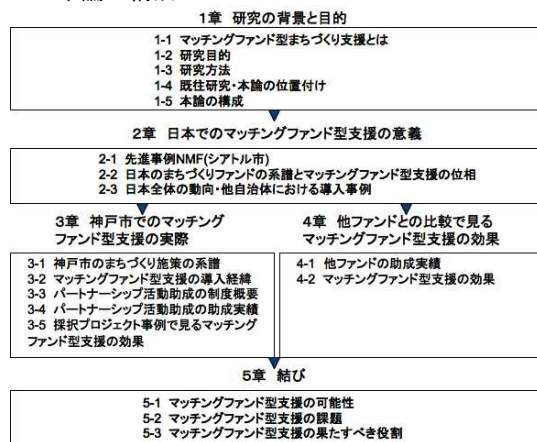 1章 研究の背景と目的
1-1 マッチングファンド型まちづくり支援とは
1-2 研究目的
1-3 研究方法
1-4 既往研究・本論の位置付け
1-5 本論の構成
2章 日本でのマッチングファンド型支援の意義
2-1 先進事例NMF(シアトル市)
2-2 日本のまちづくりファンドの系譜とマッチングファンド型支援の位相
2-3 日本全体の動向・他自治体における導入事例
3章 神戸市でのマッチング
ファンド型支援の実際
3-1 神戸市のまちづくり施策の系譜
3-2 マッチングファンド型支援の導入経緯
3-3 パートナーシップ活動助成の制度概要
3-4 パートナーシップ活動助成の助成実績
3-5 採択プロジェクト事例で見るマッチング
ファンド型支援の効果
4章 他ファンドとの比較で見る
マッチングファンド型支援の効果
4-1 他ファンドの助成実績
4-2 マッチングファンド型支援の効果
5章 結び
5-1 マッチングファンド型支援の可能性
5-2 マッチングファンド型支援の課題
5-3 マッチングファンド型支援の果たすべき役割